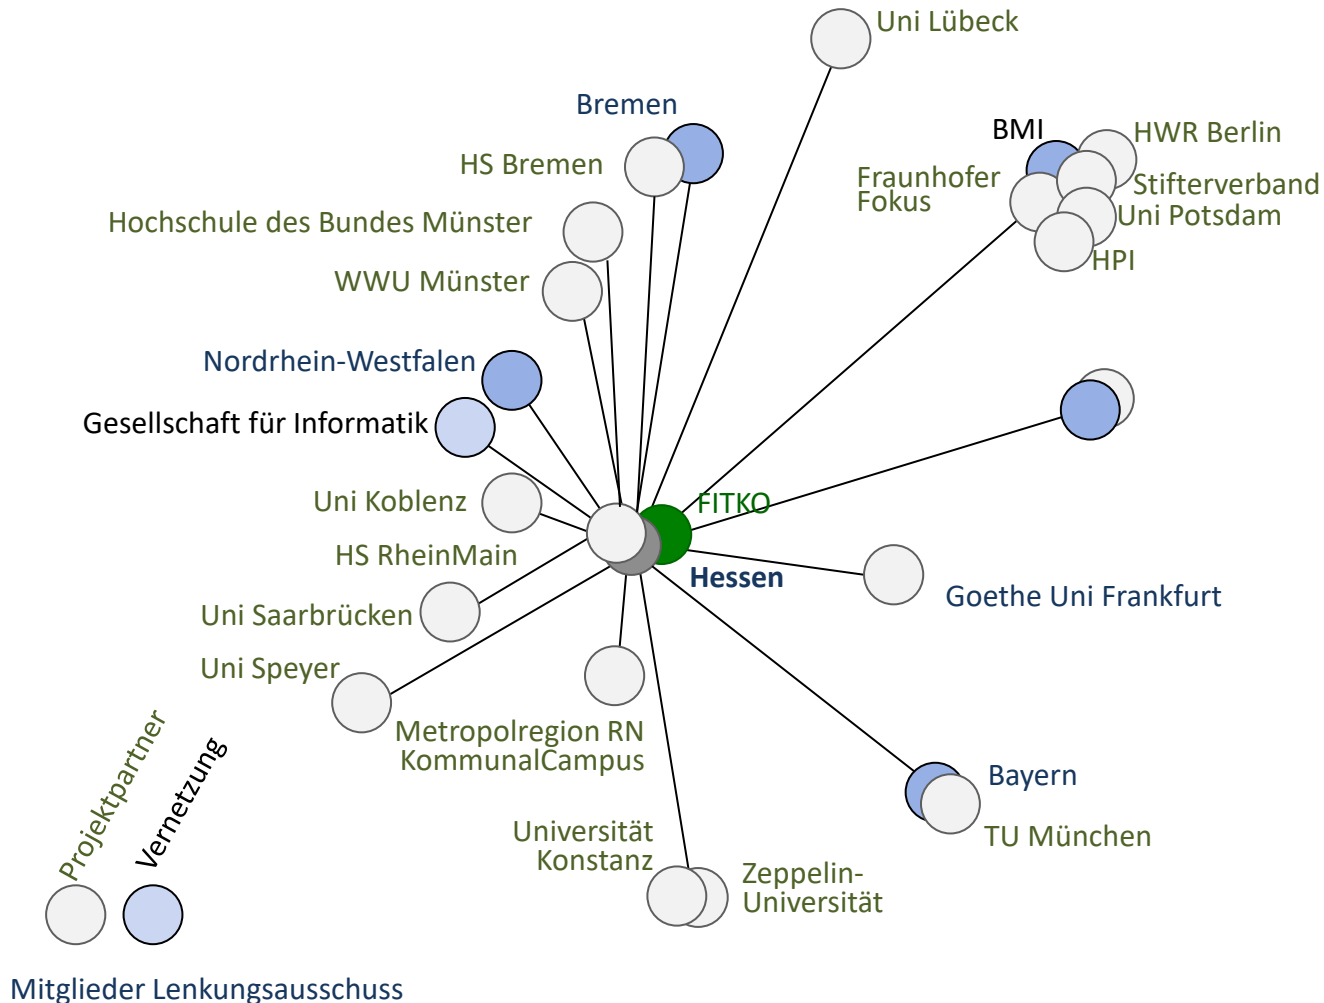 Uni Lübeck
Bremen
BMI
HWR Berlin
HS Bremen
Fraunhofer
Fokus
Stifterverband
Uni Potsdam
Hochschule des Bundes Münster
HPI
WWU Münster
Nordrhein-Westfalen
Gesellschaft für Informatik
Uni Koblenz
FITKO
HS RheinMain
Hessen
Goethe Uni Frankfurt
Uni Saarbrücken
Uni Speyer
Metropolregion RN
KommunalCampus
Bayern
TU München
Universität
Konstanz
Zeppelin-
Universität
Projektpartner
Vernetzung
Mitglieder Lenkungsausschuss